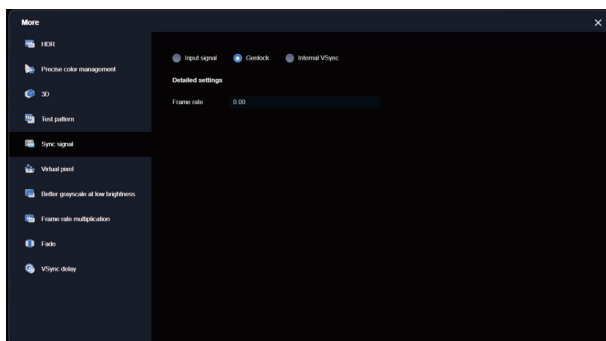 More
HDR
Precise color management
3D
Test pattern
Sync signal
Virtual pixel
Better grayscale at low brightness
Frame rate multiplication
Fade
VSync delay
Input signal Genlock Internal VSync
Detailed settings
Frame rate 0.00